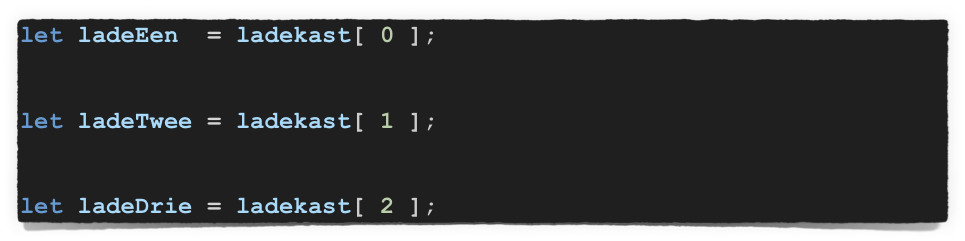 let ladeEen  = ladekast[ 0 ];
let ladeTwee = ladekast[ 1 ];
let ladeDrie = ladekast[ 2 ];